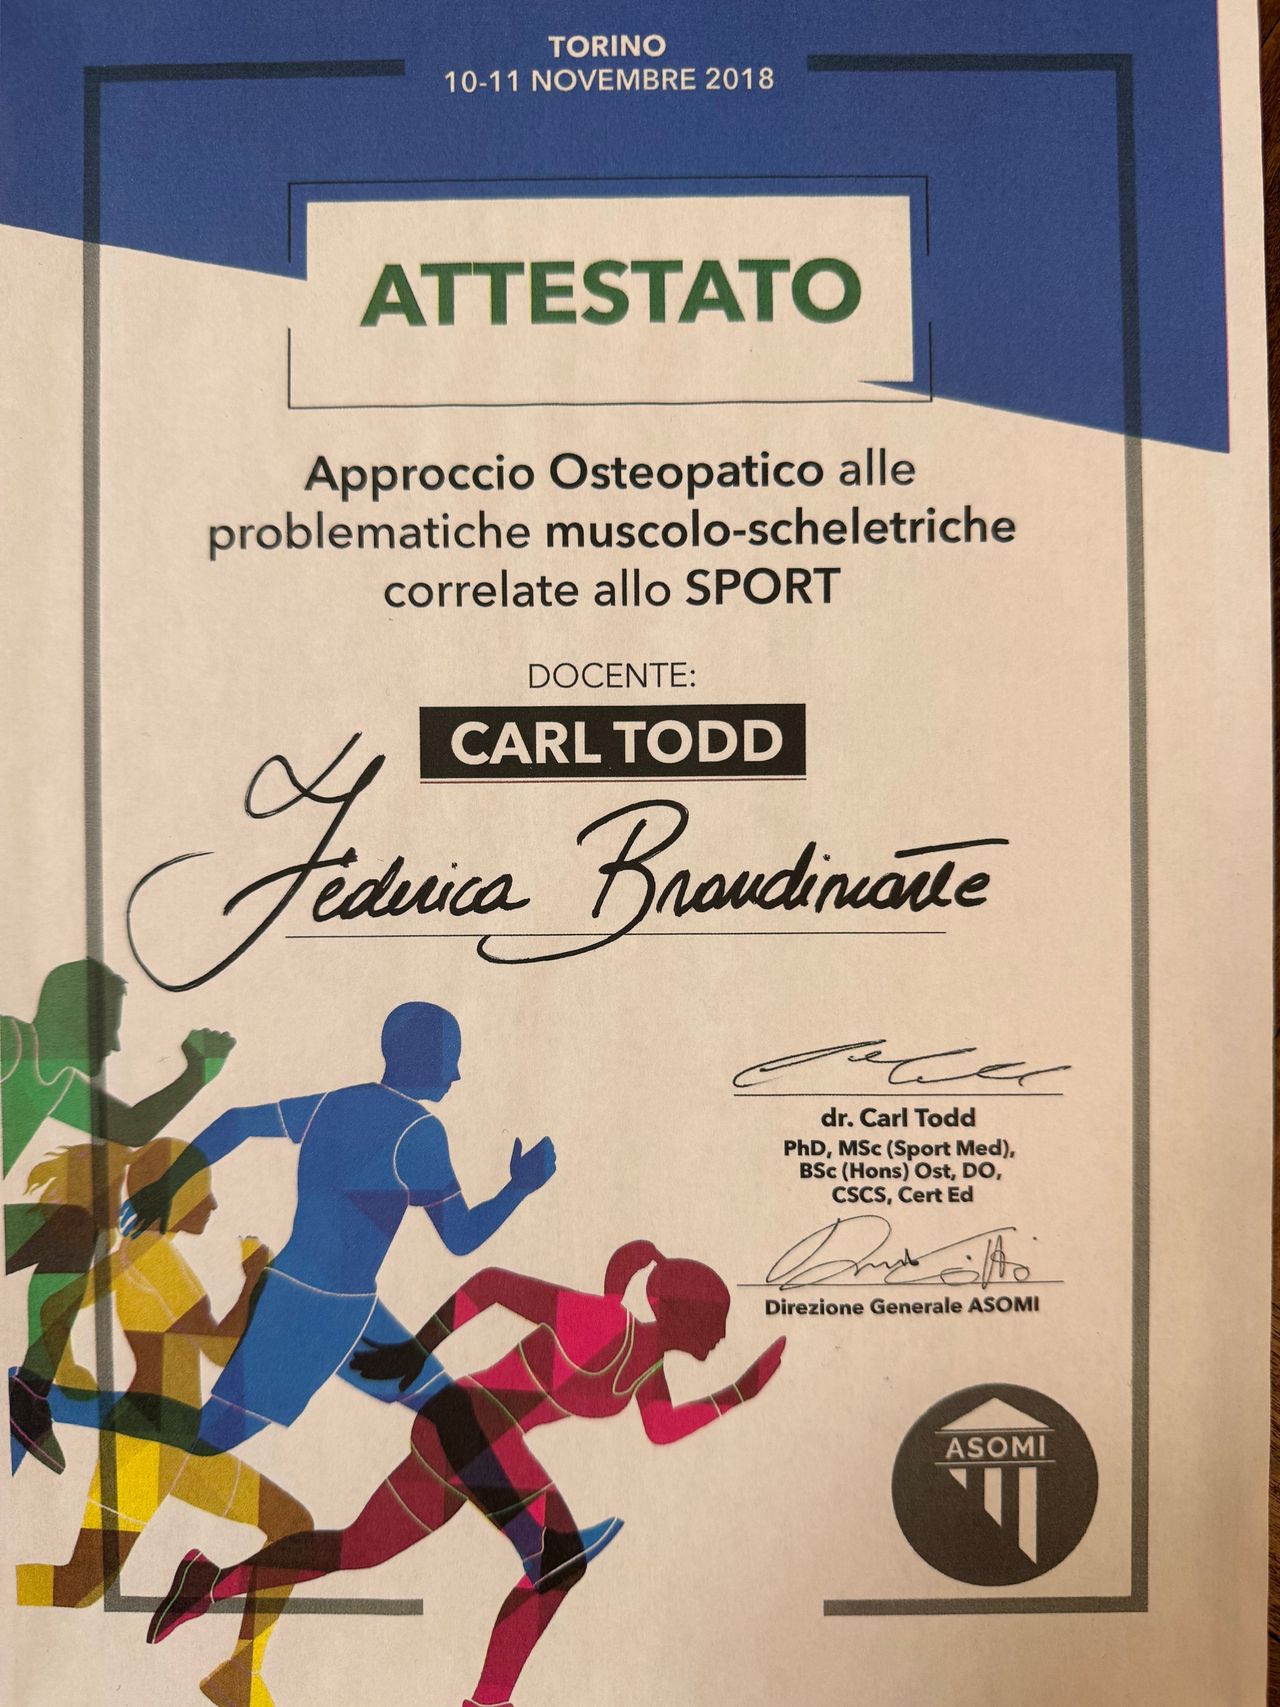 TORINO
10-11 NOVEMBRE 2018
ATTESTATO
Approccio Osteopatico alle
problematiche muscolo-scheletriche
correlate allo SPORT
DOCENTE:
CARL TODD
Federica Brandimarte
dr. Carl Todd
PhD, MSc (Sport Med),
BSc (Hons) Ost, DO,
CSCS, Cert Ed
Direzione Generale ASOMI
ASOMI